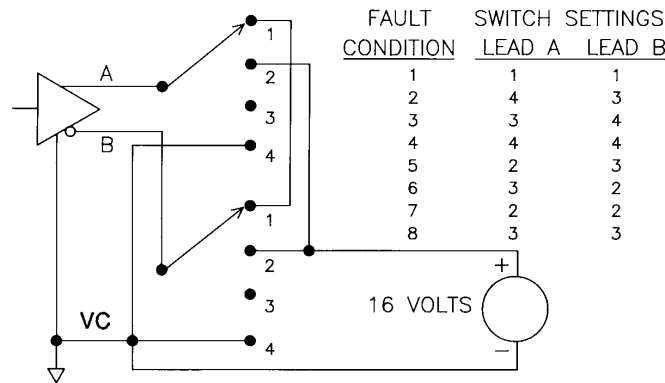 FAULT SWITCH SETTINGS
CONDITION LEAD A LEAD B
1 1 1
2 4 3
3 3 4
4 4 4
5 2 3
6 3 2
7 2 2
8 3 3
A
B
1
2
3
4
1
2
3
4
VC
+
16 VOLTS
−